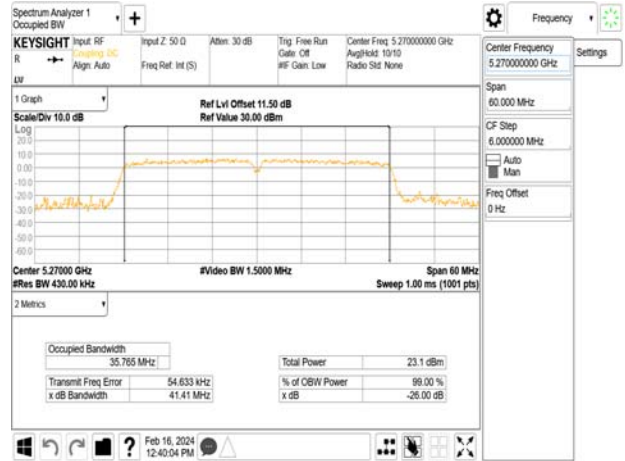 Spectrum Analyzer 1
Occupied BW
+
Frequency
KEYSIGHT
R
LXI
Input: RF
Coupling: DC
Align: Auto
Input Z: 50 Ω
Freq Ref: Int (S)
Atten: 30 dB
Trig: Free Run
Gate: Off
#IF Gain: Low
Center Freq: 5.270000000 GHz
Avg|Hold: 10/10
Radio Std: None
Center Frequency
5.270000000 GHz
Settings
Span
60.000 MHz
CF Step
6.000000 MHz
Auto
Man
Freq Offset
0 Hz
1 Graph
Scale/Div 10.0 dB
Ref Lvl Offset 11.50 dB
Ref Value 30.00 dBm
Log
20.0
10.0
0.00
-10.0
-20.0
-30.0
-40.0
-50.0
-60.0
Center 5.27000 GHz
#Video BW 1.5000 MHz
Span 60 MHz
#Res BW 430.00 kHz
Sweep 1.00 ms (1001 pts)
2 Metrics
Occupied Bandwidth
35.765 MHz
Total Power 23.1 dBm
Transmit Freq Error 54.633 kHz
% of OBW Power 99.00 %
x dB Bandwidth 41.41 MHz
x dB -26.00 dB
?
Feb 16, 2024
12:40:04 PM